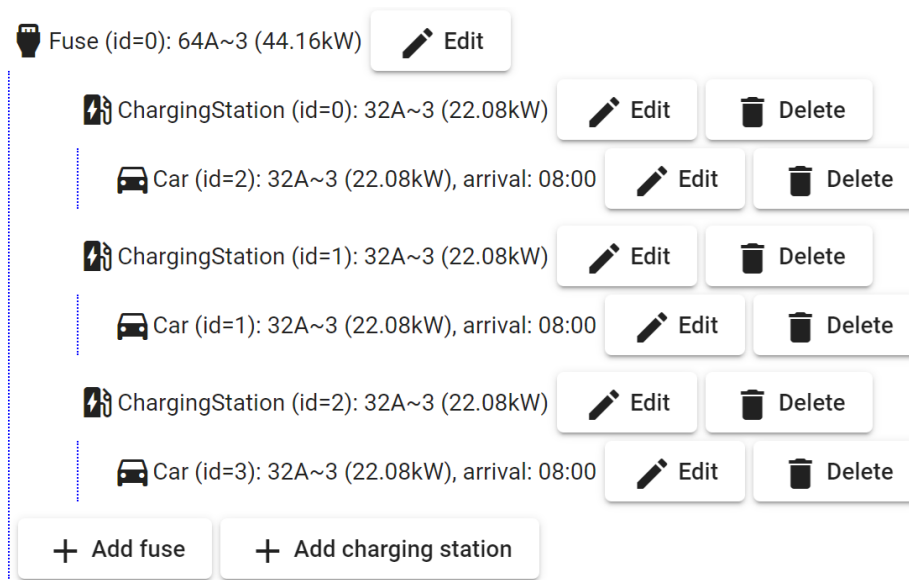 Fuse (id=0): 64A~3 (44.16kW) Edit
ChargingStation (id=0): 32A~3 (22.08kW) Edit Delete
Car (id=2): 32A~3 (22.08kW), arrival: 08:00 Edit Delete
ChargingStation (id=1): 32A~3 (22.08kW) Edit Delete
Car (id=1): 32A~3 (22.08kW), arrival: 08:00 Edit Delete
ChargingStation (id=2): 32A~3 (22.08kW) Edit Delete
Car (id=3): 32A~3 (22.08kW), arrival: 08:00 Edit Delete
+ Add fuse + Add charging station